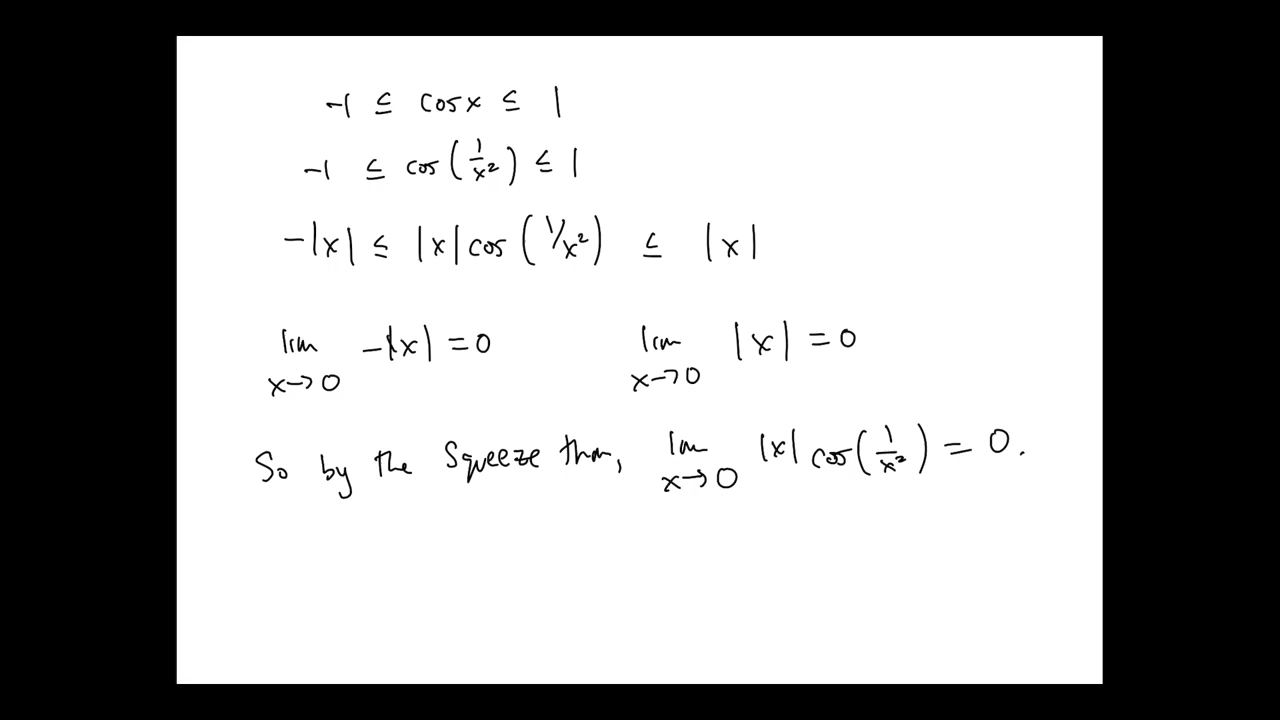 -1 ≤ cos x ≤ 1
-1 ≤ cos(1/x²) ≤ 1
-|x| ≤ |x| cos(1/x²) ≤ |x|
lim x→0 -|x| = 0 lim x→0 |x| = 0
So by the Squeeze thm, lim x→0 |x| cos(1/x²) = 0.